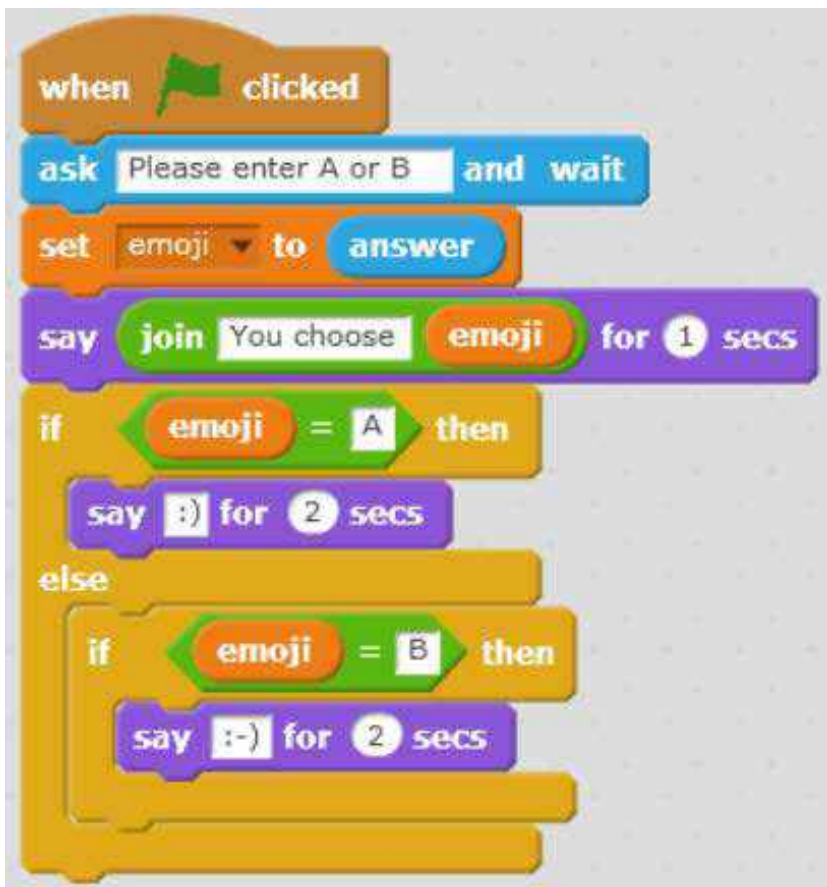 when clicked
ask Please enter A or B and wait
set emoji to answer
say join You choose emoji for 1 secs
if emoji = A then
say :) for 2 secs
else
if emoji = B then
say :-) for 2 secs